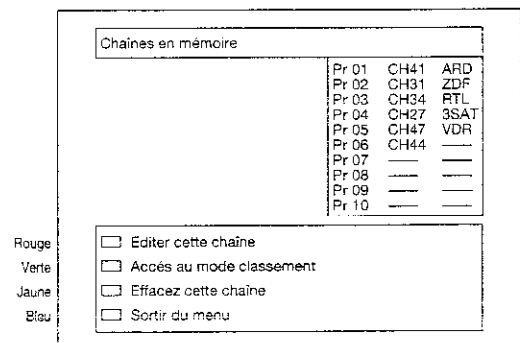 Chaînes en mémoire
Pr 01 CH41 ARD
Pr 02 CH31 ZDF
Pr 03 CH34 RTL
Pr 04 CH27 3SAT
Pr 05 CH47 VDR
Pr 06 CH44 ——
Pr 07 —— ——
Pr 08 —— ——
Pr 09 —— ——
Pr 10 —— ——
Rouge Editer cette chaîne
Verte Accés au mode classement
Jaune Effacez cette chaîne
Bleu Sortir du menu